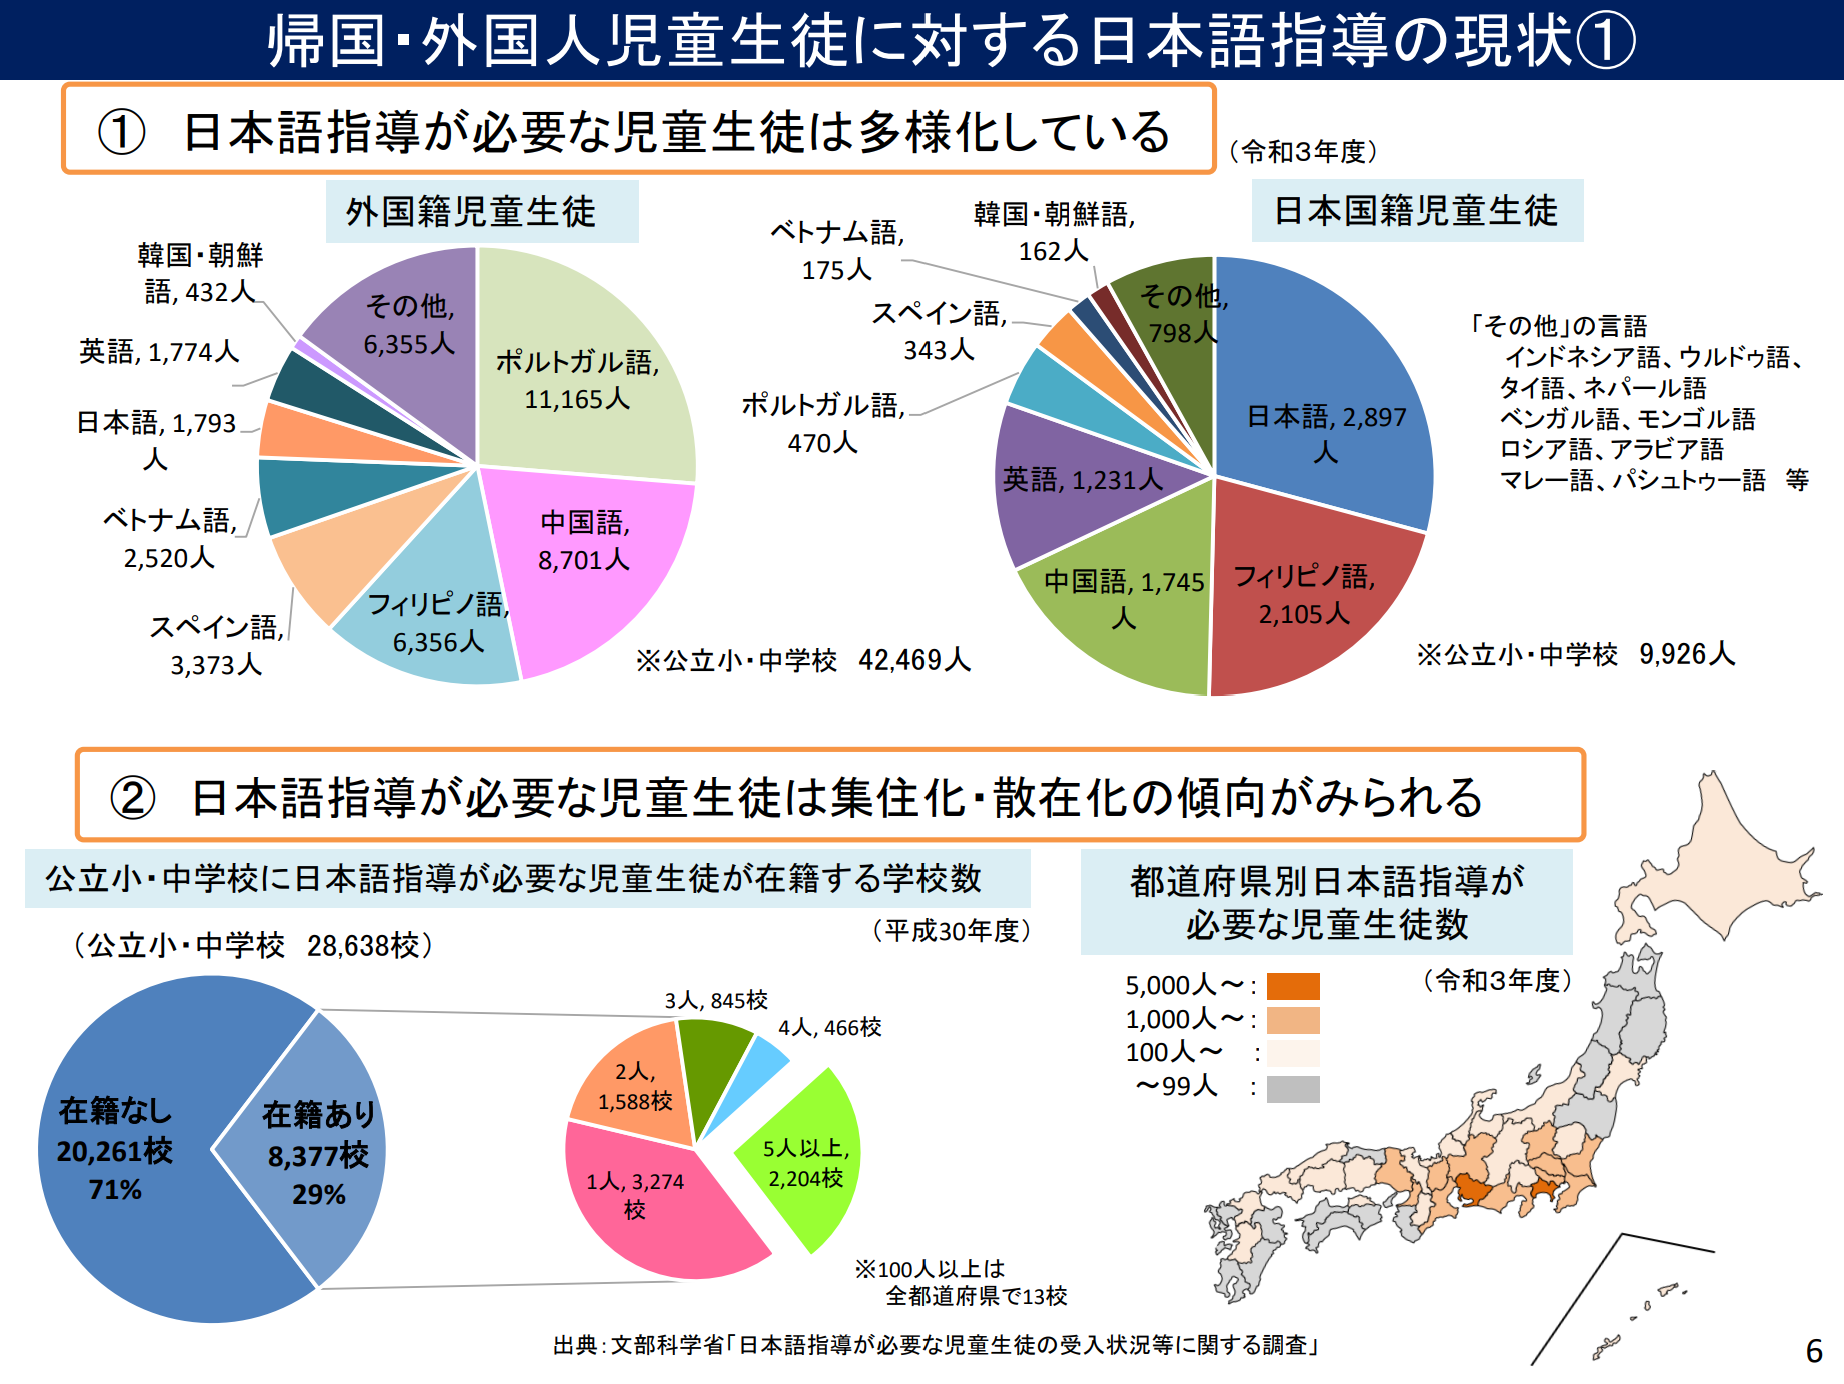 帰国・外国人児童生徒に対する日本語指導の現状①
① 日本語指導が必要な児童生徒は多様化している
（令和３年度）
外国籍児童生徒
韓国・朝鮮
語, 432人
英語, 1,774人
日本語, 1,793
人
ベトナム語,
2,520人
スペイン語,
3,373人
その他,
6,355人
ポルトガル語,
11,165人
中国語,
8,701人
フィリピノ語,
6,356人
※公立小・中学校 42,469人
日本国籍児童生徒
ベトナム語,
175人
韓国・朝鮮語,
162人
スペイン語,
343人
ポルトガル語,
470人
その他,
798人
日本語, 2,897
人
英語, 1,231人
中国語, 1,745
人
フィリピノ語,
2,105人
※公立小・中学校 9,926人
「その他」の言語
インドネシア語、ウルドゥ語、
タイ語、ネパール語
ベンガル語、モンゴル語
ロシア語、アラビア語
マレー語、パシュトゥー語 等
② 日本語指導が必要な児童生徒は集住化・散在化の傾向がみられる
公立小・中学校に日本語指導が必要な児童生徒が在籍する学校数
（平成30年度）
（公立小・中学校 28,638校）
在籍なし
20,261校
71%
在籍あり
8,377校
29%
3人, 845校
4人, 466校
2人,
1,588校
1人, 3,274
校
5人以上,
2,204校
※100人以上は
全都道府県で13校
都道府県別日本語指導が
必要な児童生徒数
（令和３年度）
5,000人～：
1,000人～：
100人～ ：
～99人 ：
出典：文部科学省「日本語指導が必要な児童生徒の受入状況等に関する調査」
6